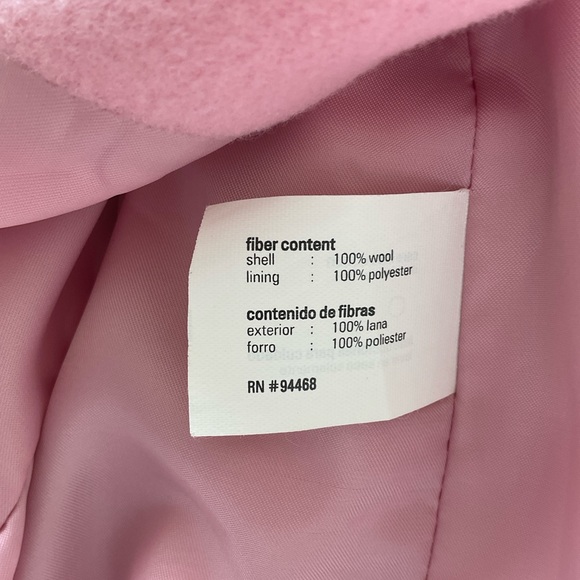 fiber content
shell : 100% wool
lining : 100% polyester
contenido de fibras
exterior : 100% lana
forro : 100% poliester
RN #94468